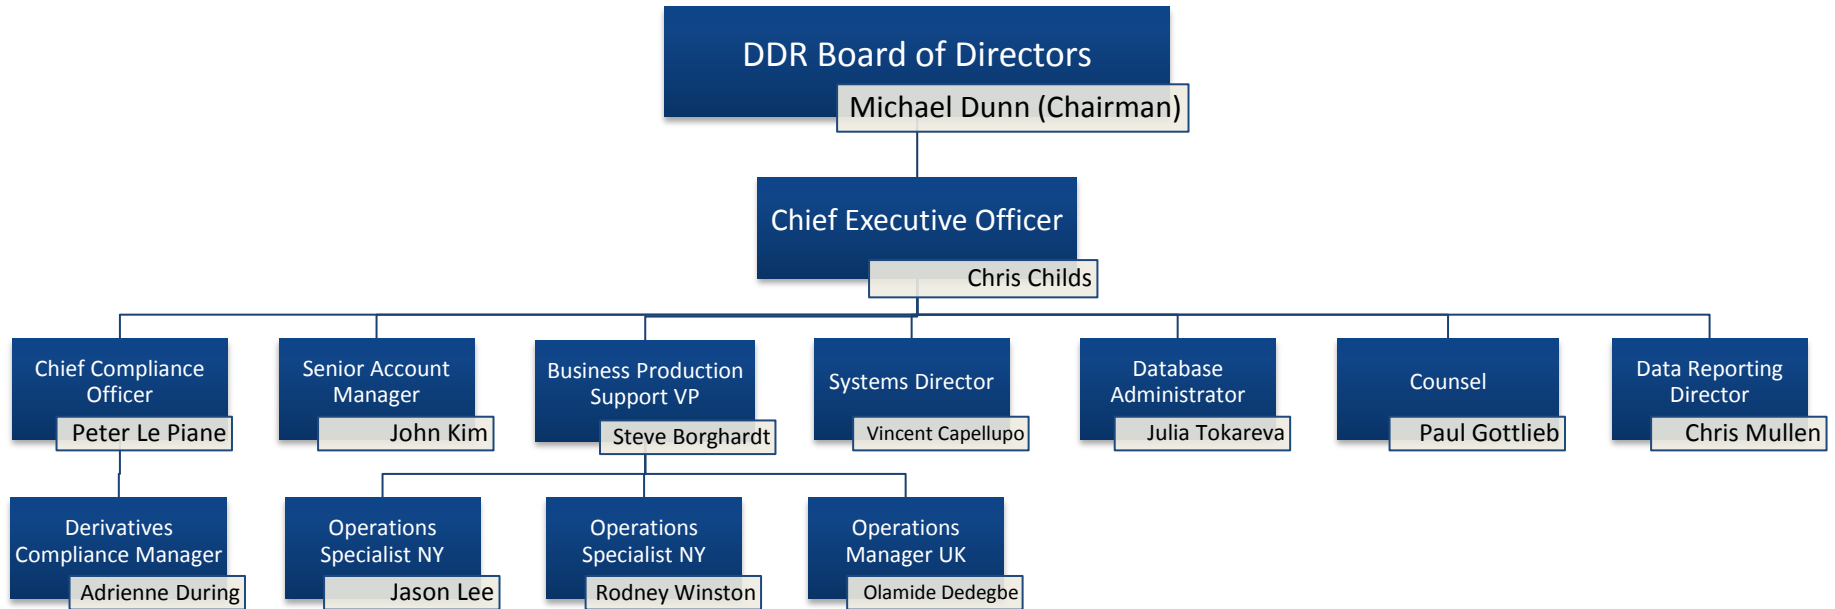 DDR Board of Directors
Michael Dunn (Chairman)
Chief Executive Officer
Chris Childs
Chief Compliance
Officer
Peter Le Piane
Senior Account
Manager
John Kim
Business Production
Support VP
Steve Borghardt
Systems Director
Vincent Capellupo
Database
Administrator
Julia Tokareva
Counsel
Paul Gottlieb
Data Reporting
Director
Chris Mullen
Derivatives
Compliance Manager
Adrienne During
Operations
Specialist NY
Jason Lee
Operations
Specialist NY
Rodney Winston
Operations
Manager UK
Olamide Dedegbe